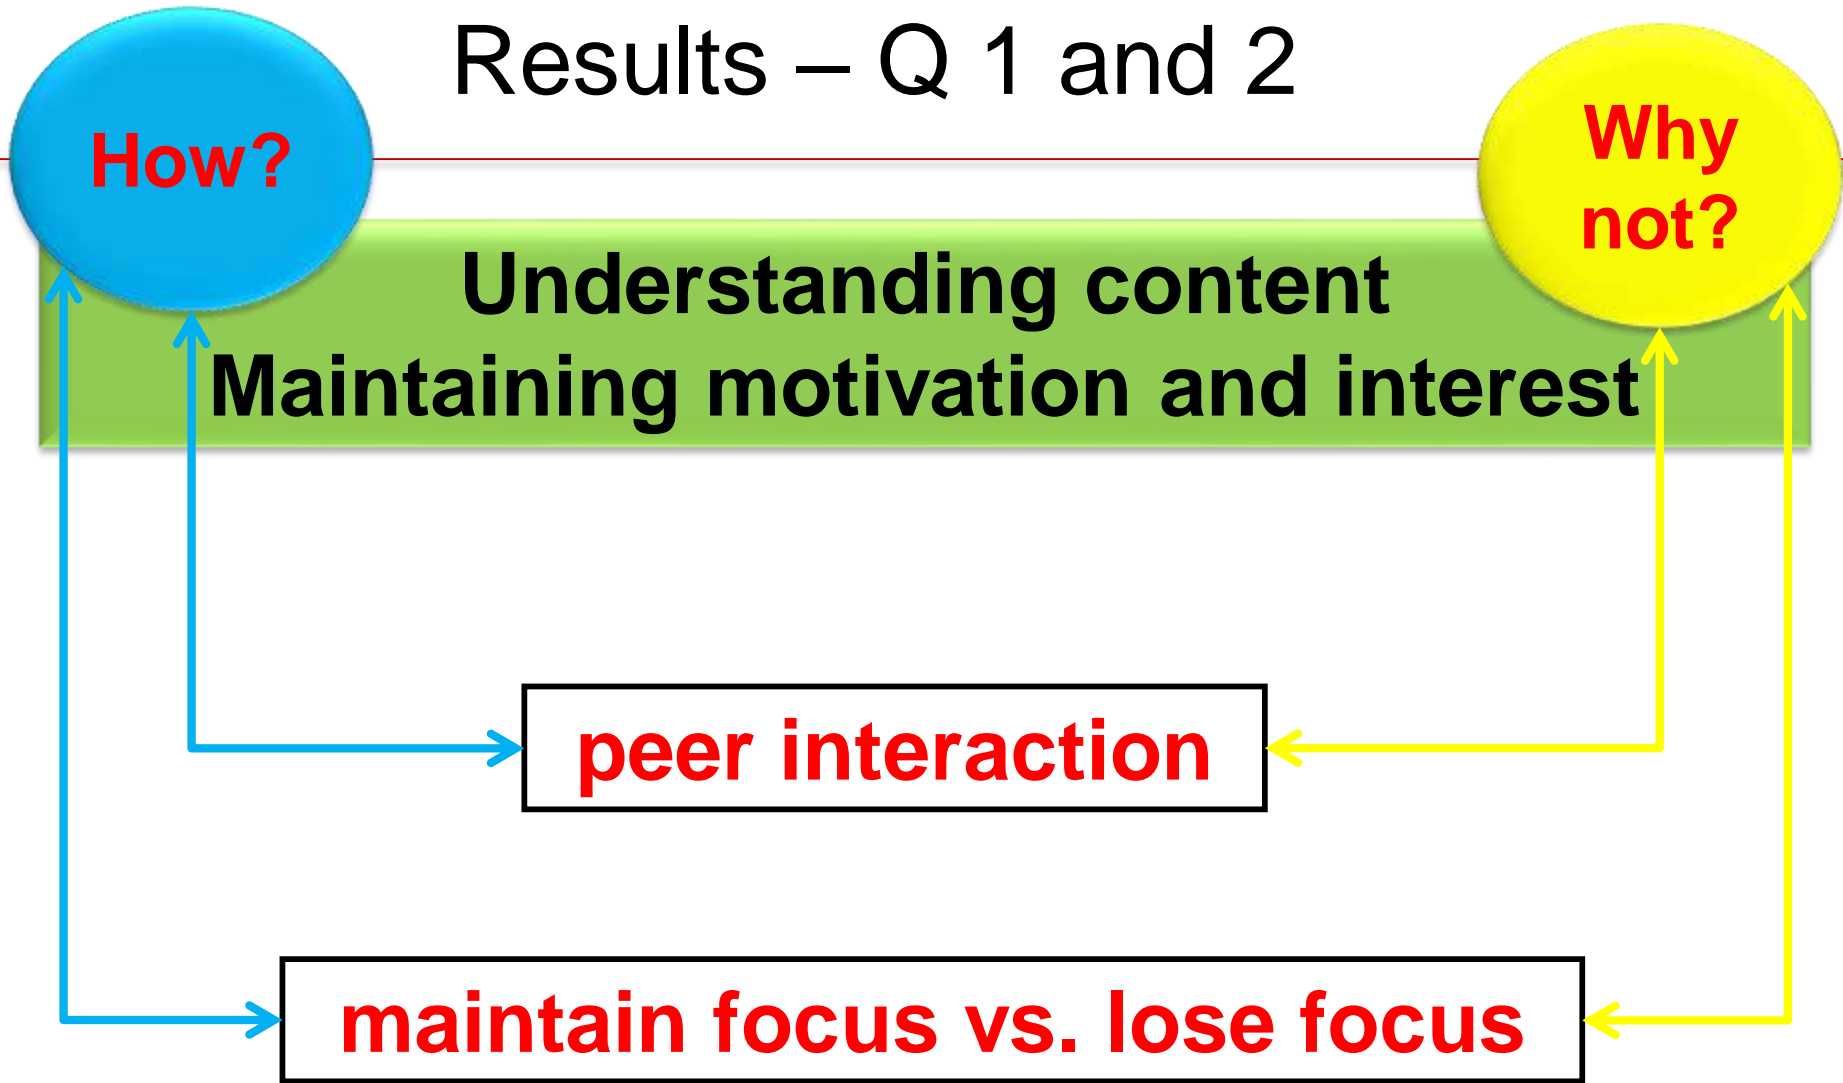 Results – Q 1 and 2
How?
Why
not?
Understanding content
Maintaining motivation and interest
peer interaction
maintain focus vs. lose focus